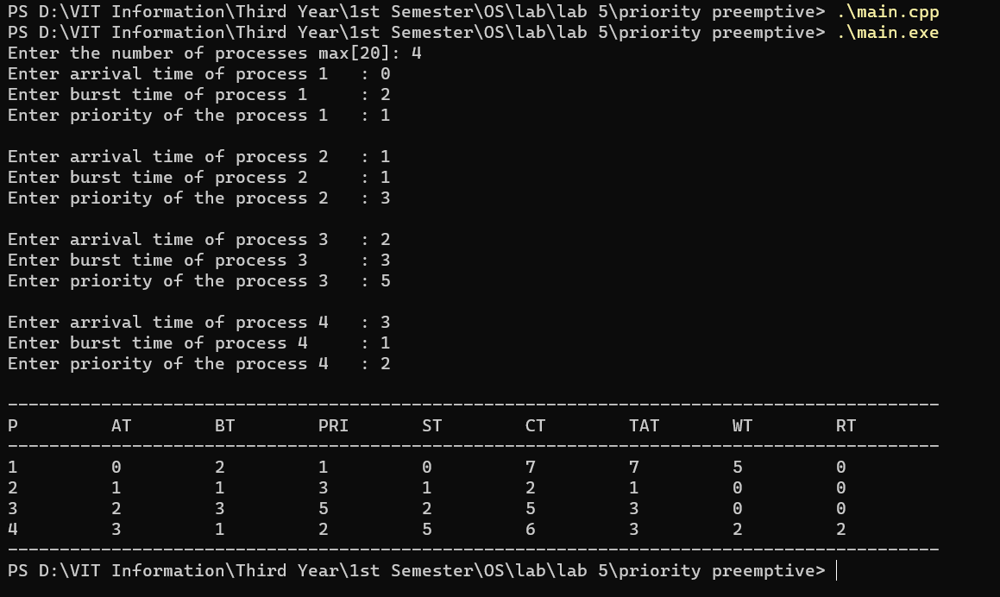 PS D:\VIT Information\Third Year\1st Semester\OS\lab\lab 5\priority preemptive> .\main.cpp
PS D:\VIT Information\Third Year\1st Semester\OS\lab\lab 5\priority preemptive> .\main.exe
Enter the number of processes max[20]: 4
Enter arrival time of process 1   : 0
Enter burst time of process 1     : 2
Enter priority of the process 1   : 1

Enter arrival time of process 2   : 1
Enter burst time of process 2     : 1
Enter priority of the process 2   : 3

Enter arrival time of process 3   : 2
Enter burst time of process 3     : 3
Enter priority of the process 3   : 5

Enter arrival time of process 4   : 3
Enter burst time of process 4     : 1
Enter priority of the process 4   : 2

------------------------------------------------------------------------------------------
P         AT        BT        PRI       ST        CT        TAT       WT        RT
------------------------------------------------------------------------------------------
1         0         2         1         0         7         7         5         0
2         1         1         3         1         2         1         0         0
3         2         3         5         2         5         3         0         0
4         3         1         2         5         6         3         2         2
------------------------------------------------------------------------------------------
PS D:\VIT Information\Third Year\1st Semester\OS\lab\lab 5\priority preemptive>